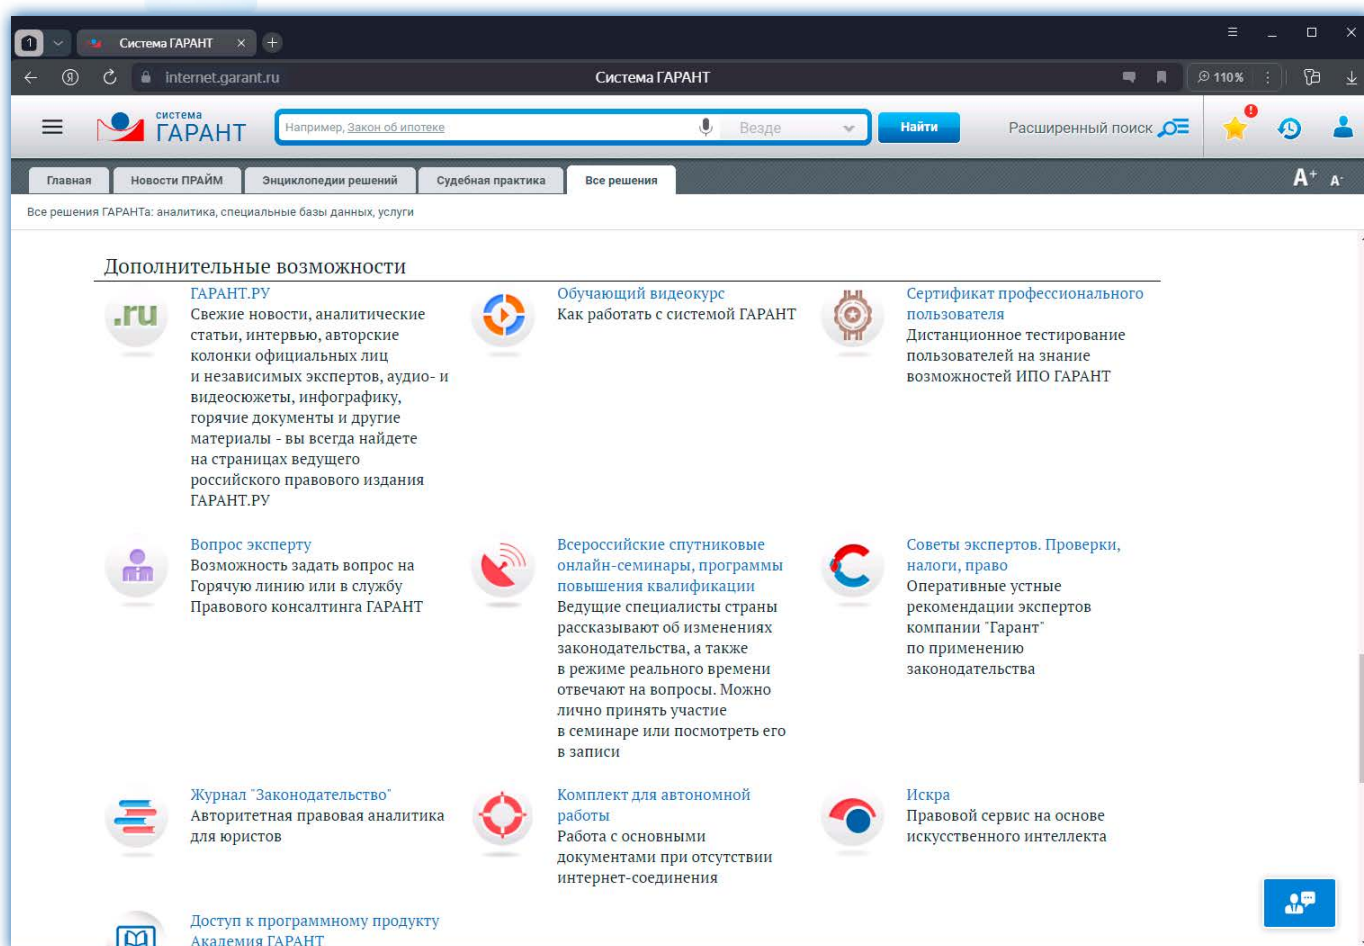 1
Система ГАРАНТ
internet.garant.ru
Система ГАРАНТ
110%
система
ГАРАНТ
Например, Закон об ипотеке
Везде
Найти
Расширенный поиск
Главная
Новости ПРАЙМ
Энциклопедии решений
Судебная практика
Все решения
A+ A-
Все решения ГАРАНТа: аналитика, специальные базы данных, услуги
Дополнительные возможности
.ru
ГАРАНТ.РУ
Свежие новости, аналитические
статьи, интервью, авторские
колонки официальных лиц
и независимых экспертов, аудио- и
видеосюжеты, инфографику,
горячие документы и другие
материалы - вы всегда найдете
на страницах ведущего
российского правового издания
ГАРАНТ.РУ
Обучающий видеокурс
Как работать с системой ГАРАНТ
Сертификат профессионального
пользователя
Дистанционное тестирование
пользователей на знание
возможностей ИПО ГАРАНТ
Вопрос эксперту
Возможность задать вопрос на
Горячую линию или в службу
Правового консалтинга ГАРАНТ
Всероссийские спутниковые
онлайн-семинары, программы
повышения квалификации
Ведущие специалисты страны
рассказывают об изменениях
законодательства, а также
в режиме реального времени
отвечают на вопросы. Можно
лично принять участие
в семинаре или посмотреть его
в записи
Советы экспертов. Проверки,
налоги, право
Оперативные устные
рекомендации экспертов
компании "Гарант"
по применению
законодательства
Журнал "Законодательство"
Авторитетная правовая аналитика
для юристов
Комплект для автономной
работы
Работа с основными
документами при отсутствии
интернет-соединения
Искра
Правовой сервис на основе
искусственного интеллекта
Доступ к программному продукту
Академия ГАРАНТ